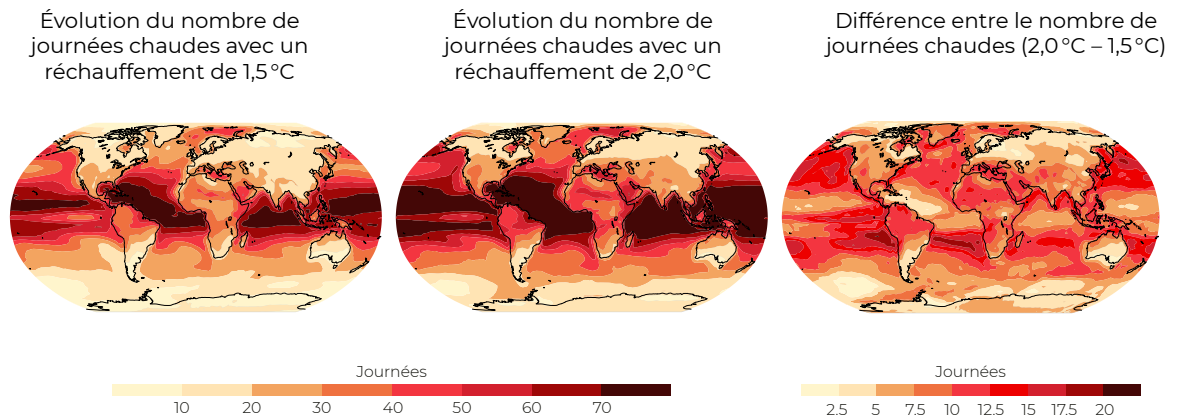 Évolution du nombre de
journées chaudes avec un
réchauffement de 1,5 °C
Évolution du nombre de
journées chaudes avec un
réchauffement de 2,0 °C
Différence entre le nombre de
journées chaudes (2,0 °C – 1,5 °C)
Journées
10 20 30 40 50 60 70
Journées
2.5 5 7.5 10 12.5 15 17.5 20